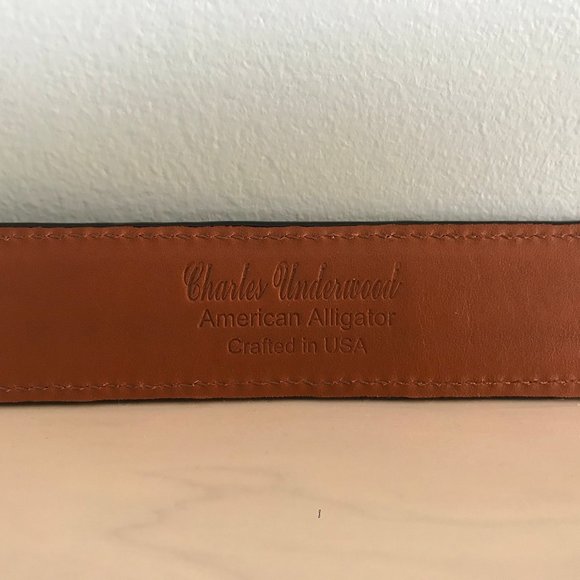 Charles Underwood
American Alligator
Crafted in USA